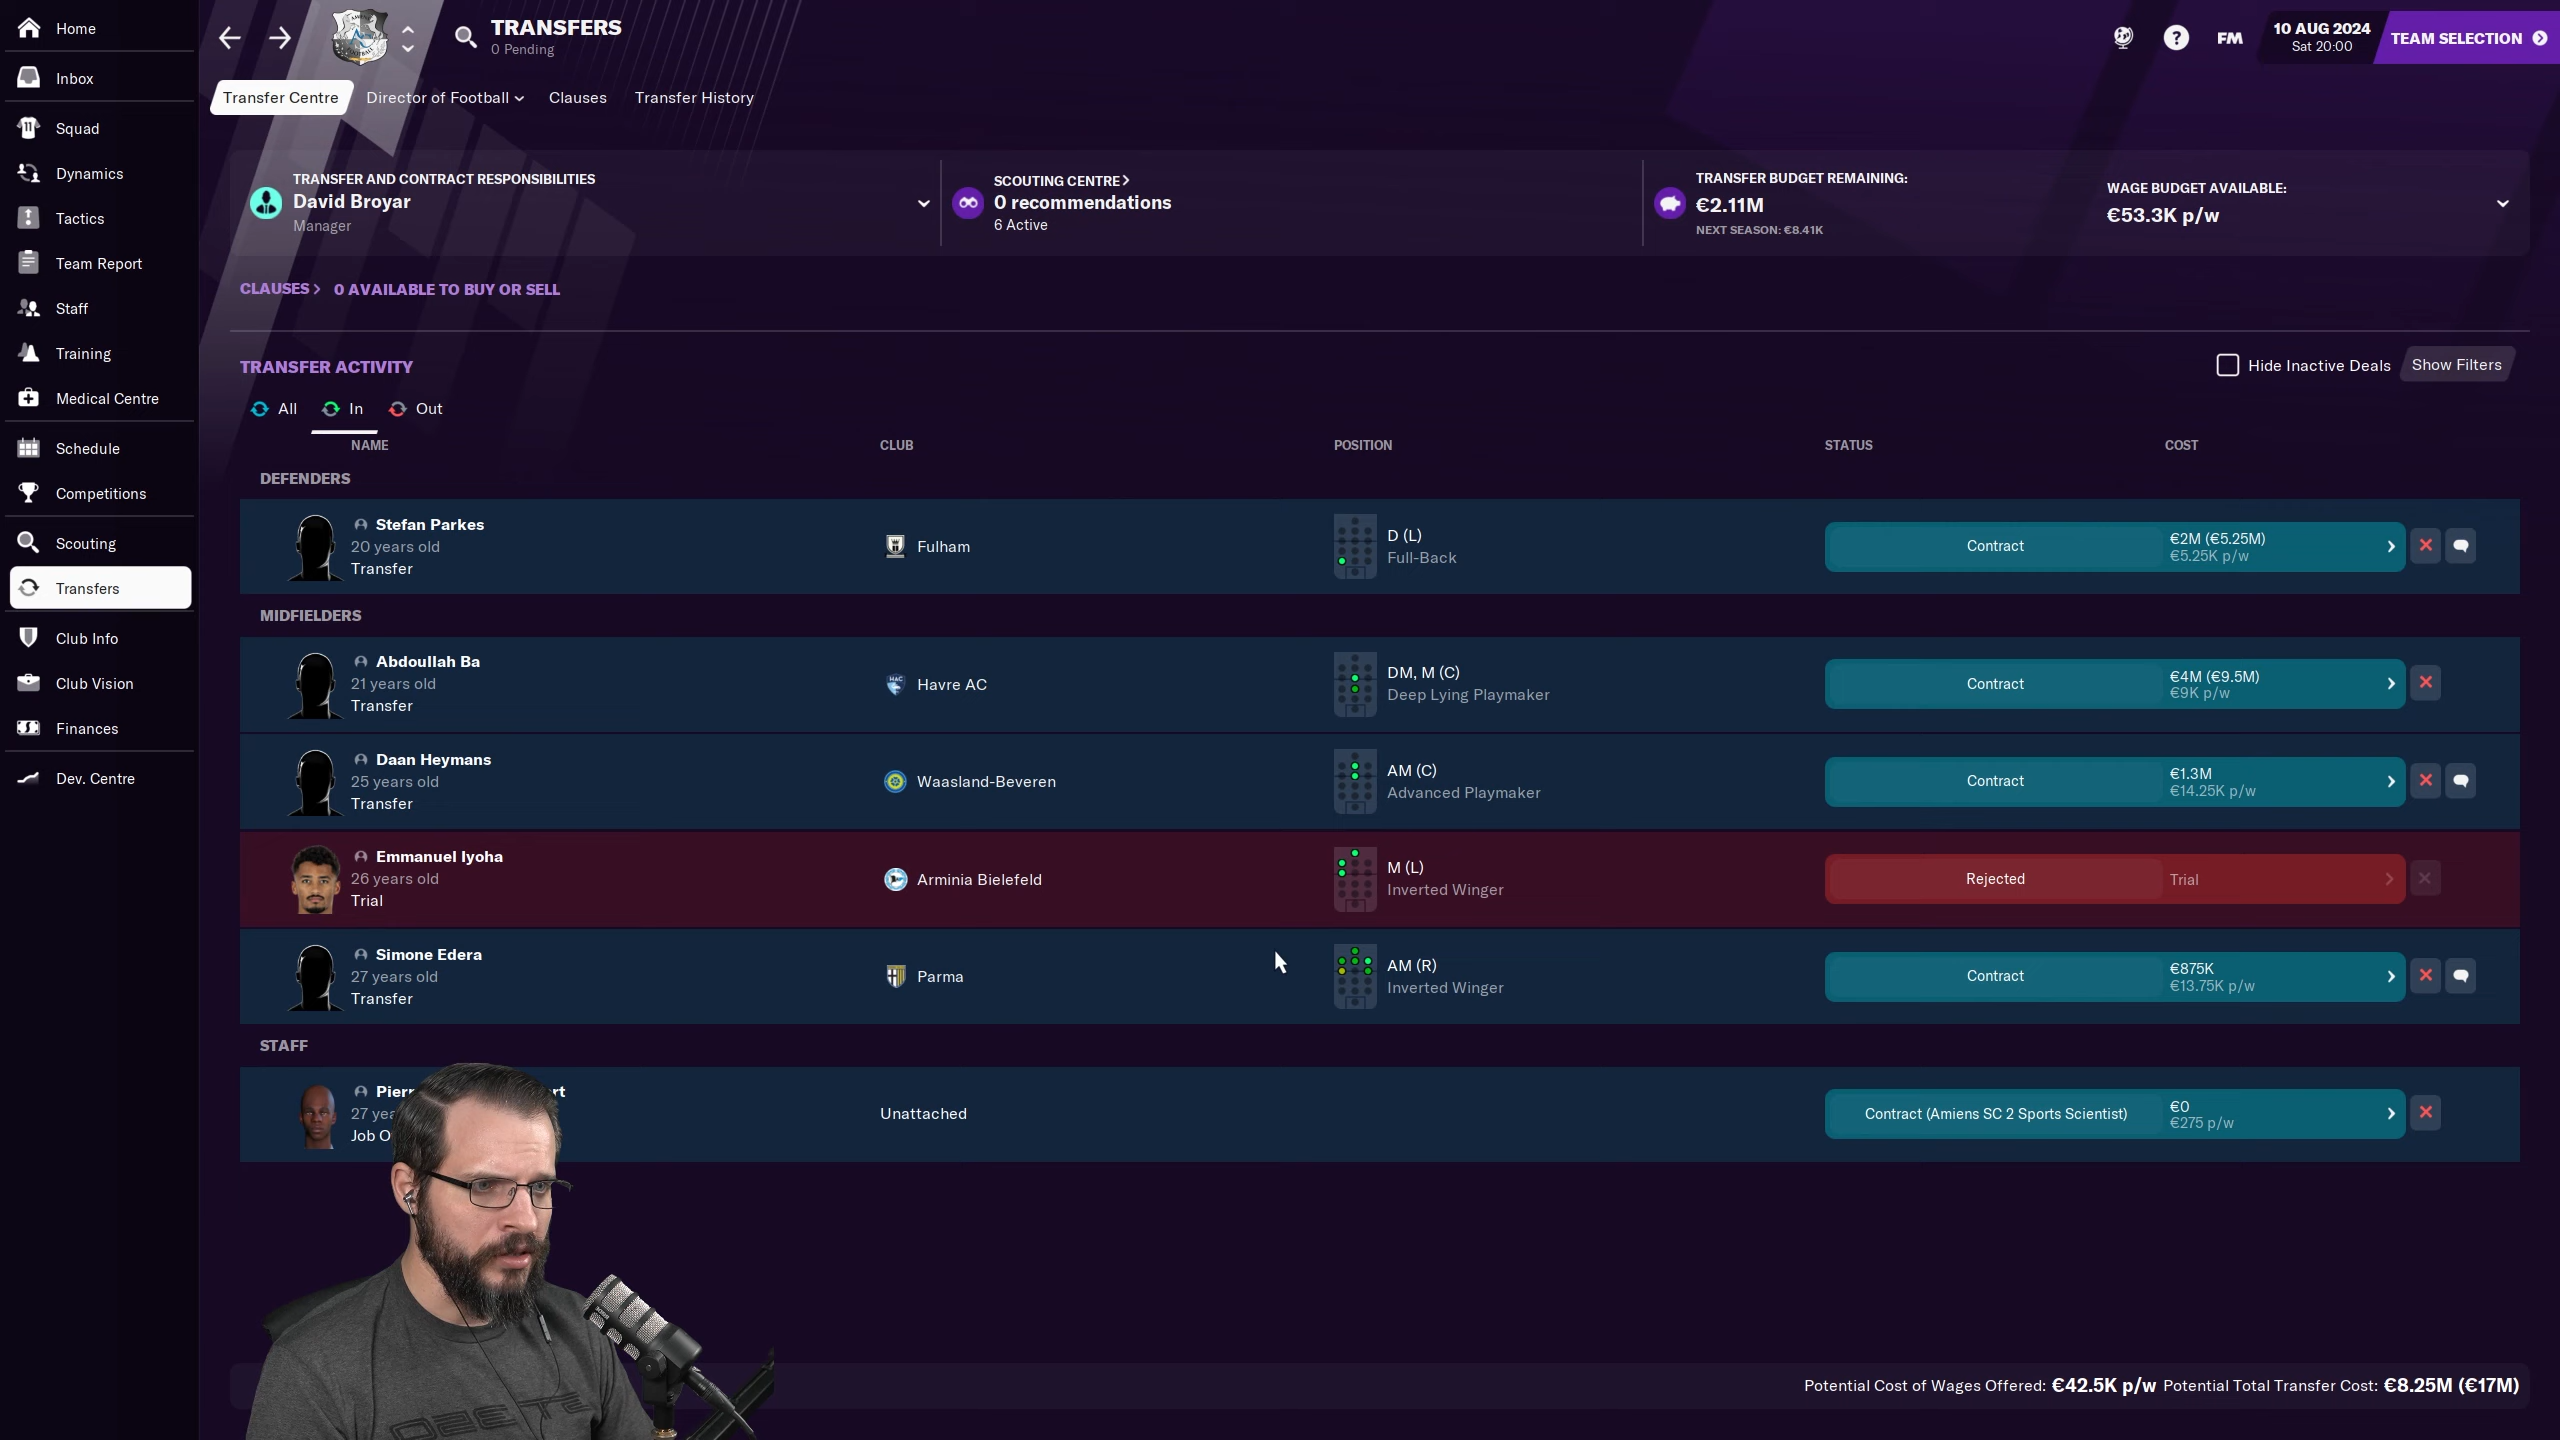 Home
Inbox
Squad
Dynamics
Tactics
Team Report
Staff
Training
Medical Centre
Schedule
Competitions
Scouting
Transfers
Club Info
Club Vision
Finances
Dev. Centre
TRANSFERS
0 Pending
FM
10 AUG 2024
Sat 20:00
TEAM SELECTION
Transfer Centre
Director of Football
Clauses
Transfer History
TRANSFER AND CONTRACT RESPONSIBILITIES
David Broyar
Manager
SCOUTING CENTRE
0 recommendations
6 Active
TRANSFER BUDGET REMAINING:
€2.11M
NEXT SEASON: €8.41K
WAGE BUDGET AVAILABLE:
€53.3K p/w
CLAUSES
0 AVAILABLE TO BUY OR SELL
TRANSFER ACTIVITY
Hide Inactive Deals
Show Filters
All
In
Out
NAME CLUB POSITION STATUS COST
DEFENDERS
Stefan Parkes
20 years old
Transfer
Fulham
D (L)
Full-Back
Contract
€2M (€5.25M)
€5.25K p/w
MIDFIELDERS
Abdoullah Ba
21 years old
Transfer
HAC
Havre AC
DM, M (C)
Deep Lying Playmaker
Contract
€4M (€9.5M)
€9K p/w
Daan Heymans
25 years old
Transfer
Waasland-Beveren
AM (C)
Advanced Playmaker
Contract
€1.3M
€14.25K p/w
Emmanuel Iyoha
26 years old
Trial
Arminia Bielefeld
M (L)
Inverted Winger
Rejected
Trial
Simone Edera
27 years old
Transfer
Parma
AM (R)
Inverted Winger
Contract
€875K
€13.75K p/w
STAFF
27
Unattached
Contract (Amiens SC 2 Sports Scientist)
€0
€275 p/w
Potential Cost of Wages Offered: €42.5K p/w Potential Total Transfer Cost: €8.25M (€17M)